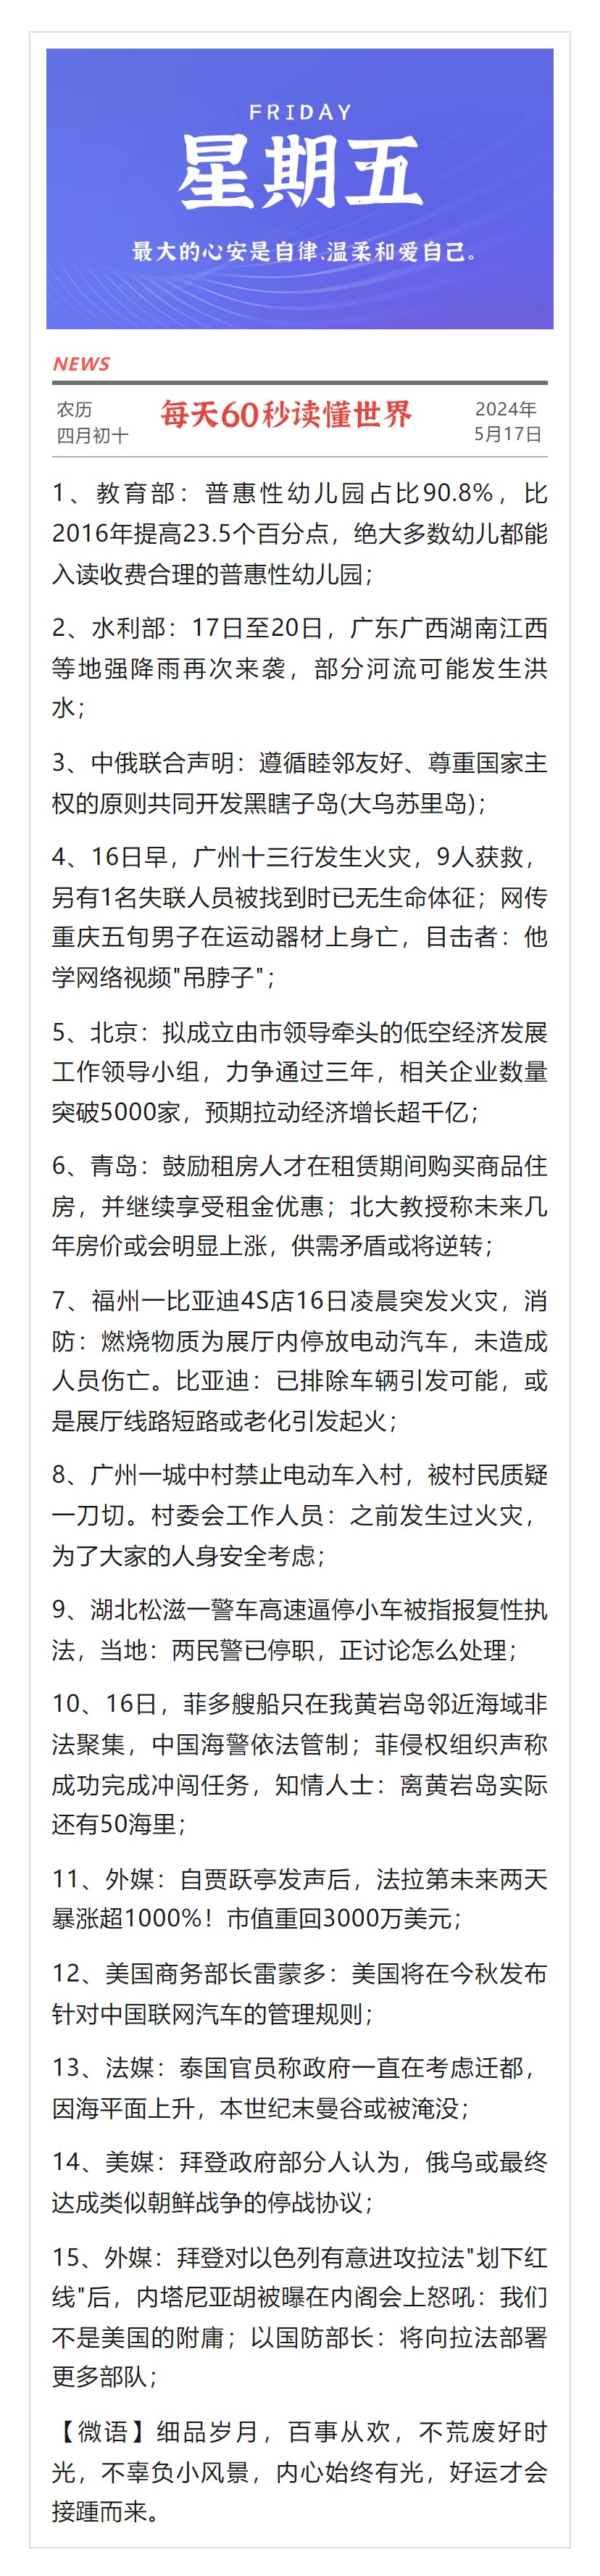 FRIDAY
星期五
最大的心安是自律、温柔和爱自己。
NEWS
农历
四月初十
每天60秒读懂世界
2024年
5月17日
1、教育部：普惠性幼儿园占比90.8%，比
2016年提高23.5个百分点，绝大多数幼儿都能
入读收费合理的普惠性幼儿园；
2、水利部：17日至20日，广东广西湖南江西
等地强降雨再次来袭，部分河流可能发生洪
水；
3、中俄联合声明：遵循睦邻友好、尊重国家主
权的原则共同开发黑瞎子岛(大乌苏里岛)；
4、16日早，广州十三行发生火灾，9人获救，
另有1名失联人员被找到时已无生命体征；网传
重庆五旬男子在运动器材上身亡，目击者：他
学网络视频"吊脖子"；
5、北京：拟成立由市领导牵头的低空经济发展
工作领导小组，力争通过三年，相关企业数量
突破5000家，预期拉动经济增长超千亿；
6、青岛：鼓励租房人才在租赁期间购买商品住
房，并继续享受租金优惠；北大教授称未来几
年房价或会明显上涨，供需矛盾或将逆转；
7、福州一比亚迪4S店16日凌晨突发火灾，消
防：燃烧物质为展厅内停放电动汽车，未造成
人员伤亡。比亚迪：已排除车辆引发可能，或
是展厅线路短路或老化引发起火；
8、广州一城中村禁止电动车入村，被村民质疑
一刀切。村委会工作人员：之前发生过火灾，
为了大家的人身安全考虑；
9、湖北松滋一警车高速逼停小车被指报复性执
法，当地：两民警已停职，正讨论怎么处理；
10、16日，菲多艘船只在我黄岩岛邻近海域非
法聚集，中国海警依法管制；菲侵权组织声称
成功完成冲闯任务，知情人士：离黄岩岛实际
还有50海里；
11、外媒：自贾跃亭发声后，法拉第未来两天
暴涨超1000%！市值重回3000万美元；
12、美国商务部长雷蒙多：美国将在今秋发布
针对中国联网汽车的管理规则；
13、法媒：泰国官员称政府一直在考虑迁都，
因海平面上升，本世纪末曼谷或被淹没；
14、美媒：拜登政府部分人认为，俄乌或最终
达成类似朝鲜战争的停战协议；
15、外媒：拜登对以色列有意进攻拉法"划下红
线"后，内塔尼亚胡被曝在内阁会上怒吼：我们
不是美国的附庸；以国防部长：将向拉法部署
更多部队；
【微语】细品岁月，百事从欢，不荒废好时
光，不辜负小风景，内心始终有光，好运才会
接踵而来。